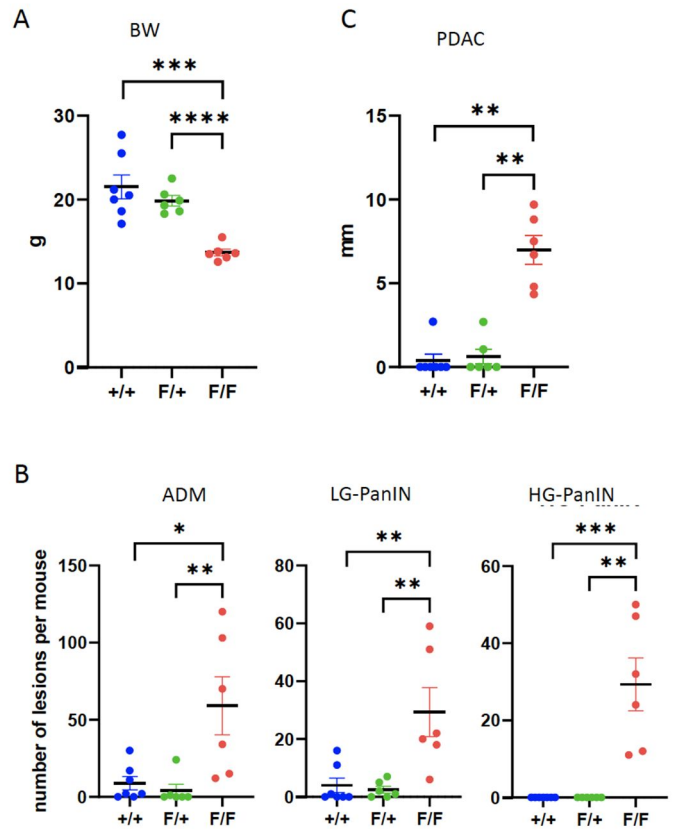 A
BW
***
****
30
20
10
0
g
+/+ F/+ F/F
C
PDAC
**
**
15
10
5
0
mm
+/+ F/+ F/F
B
ADM
*
**
150
100
50
0
number of lesions per mouse
+/+ F/+ F/F
LG-PanIN
**
**
80
60
40
20
0
+/+ F/+ F/F
HG-PanIN
***
**
60
40
20
0
+/+ F/+ F/F